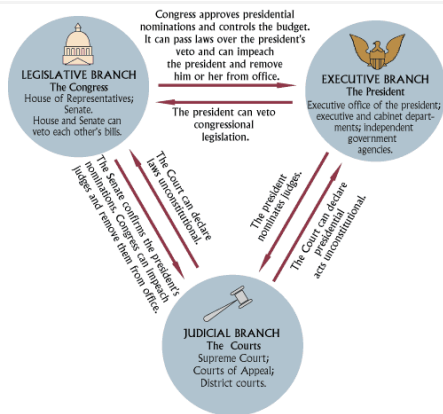 Congress approves presidential
nominations and controls the budget.
It can pass laws over the president's
veto and can impeach
the president and remove
him or her from office.
LEGISLATIVE BRANCH
The Congress
House of Representatives;
Senate.
House and Senate can
veto each other's bills.
EXECUTIVE BRANCH
The President
Executive office of the president;
executive and cabinet depart-
ments; independent
government
agencies.
The president can veto
congressional
legislation.
The Court can declare
laws unconstitutional.
The Senate confirms the president's
nominations. Congress can impeach
judges and remove them from office.
The president
nominates judges.
The Court can declare
presidential
acts unconstitutional.
JUDICIAL BRANCH
The Courts
Supreme Court;
Courts of Appeal;
District courts.